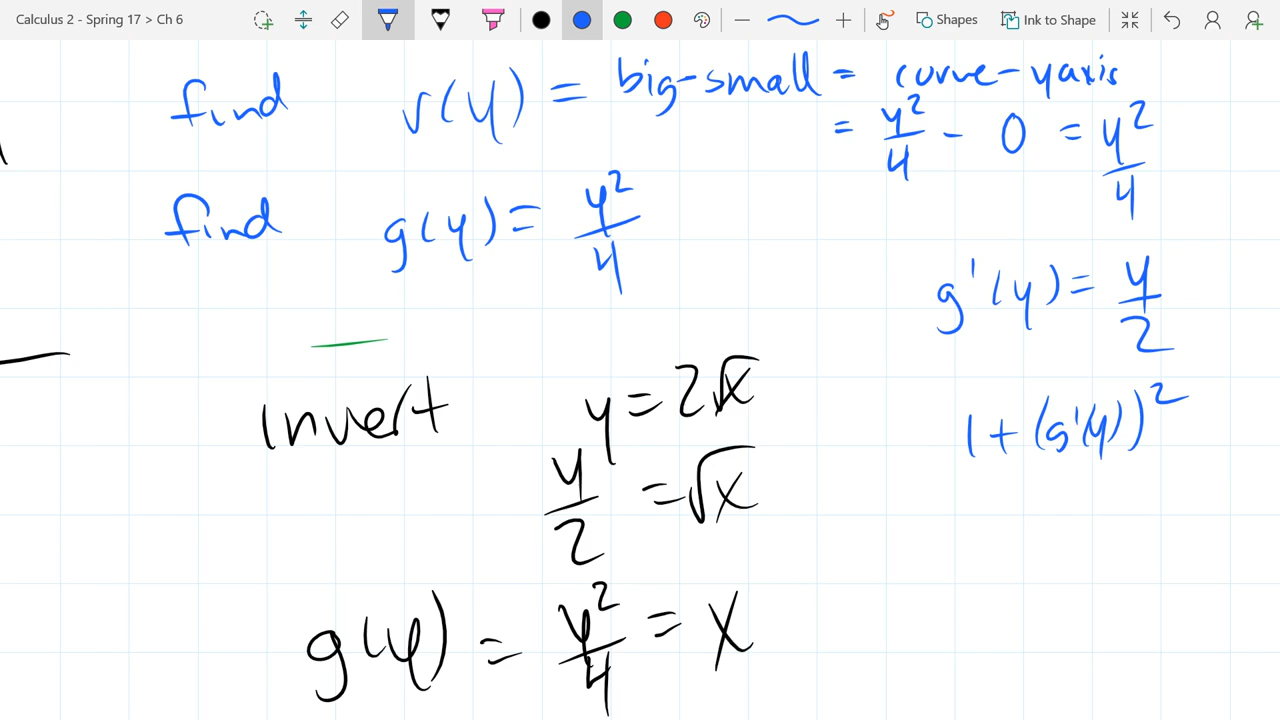 Calculus 2 - Spring 17 > Ch 6
Shapes
Ink to Shape
find r(y) = big-small = curve-yaxis
= y²/4 - 0 = y²/4
find g(y) = y²/4
g'(y) = y/2
invert y = 2√x
1 + (g'(y))²
y/2 = √x
g(y) = y²/4 = x